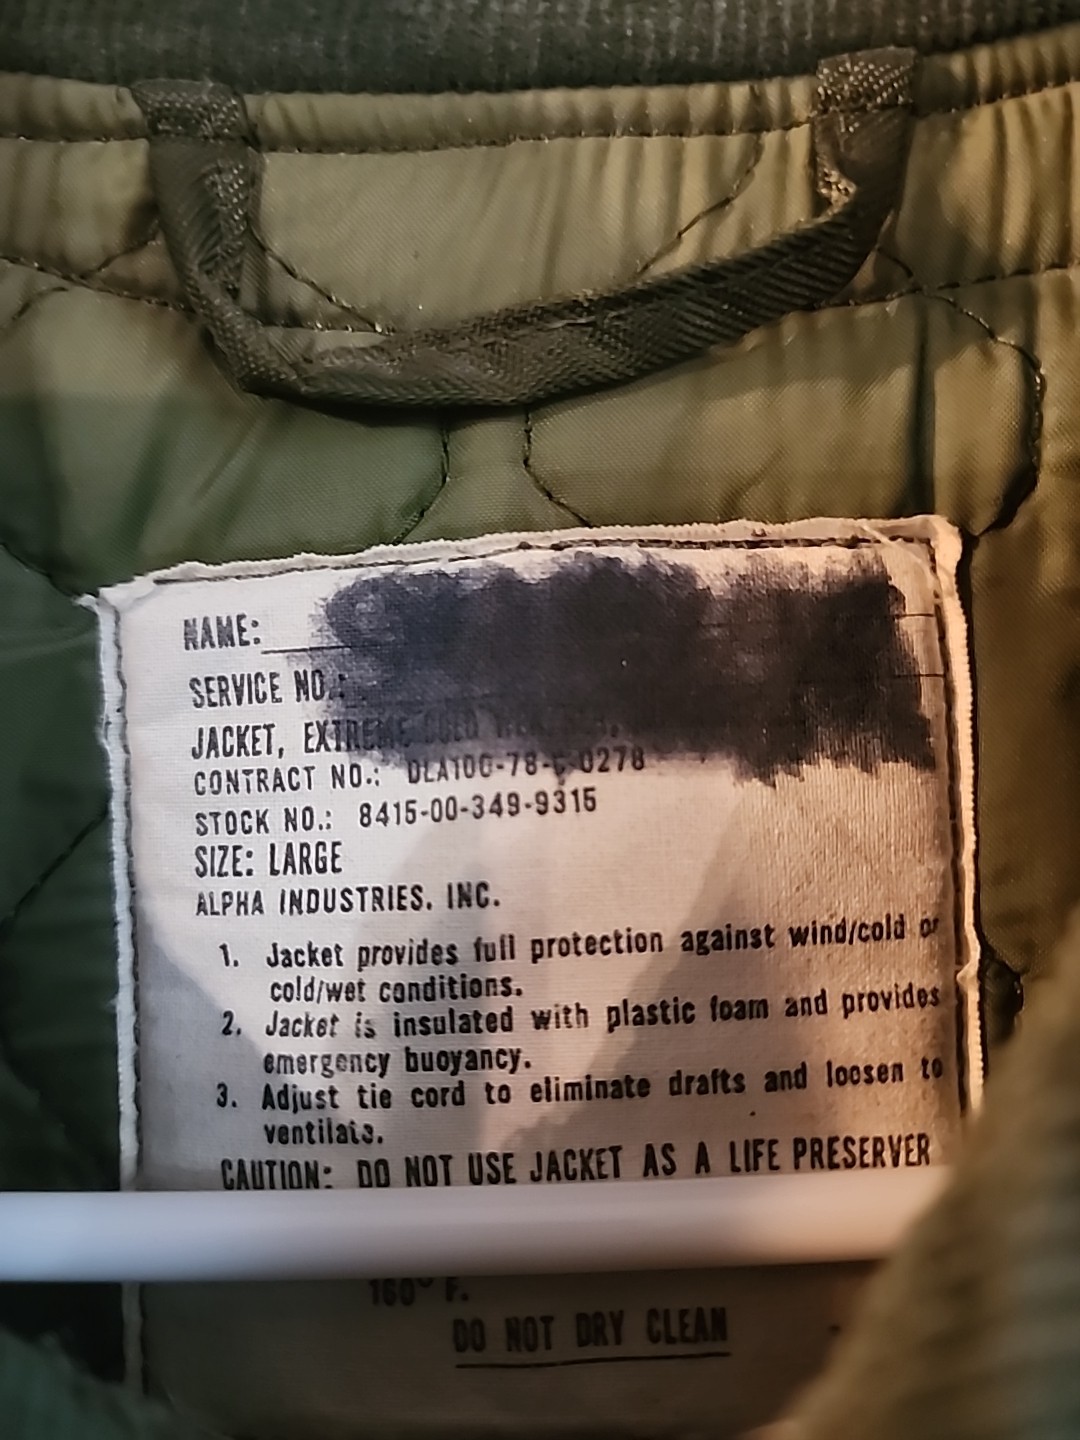 NAME:
SERVICE NO.:
JACKET, EXTREME COLD WEATHER,
CONTRACT NO.: DLA100-78-C-0278
STOCK NO.: 8415-00-349-9315
SIZE: LARGE
ALPHA INDUSTRIES, INC.
1. Jacket provides full protection against wind/cold or
cold/wet conditions.
2. Jacket is insulated with plastic foam and provides
emergency buoyancy.
3. Adjust tie cord to eliminate drafts and loosen to
ventilate.
CAUTION: DO NOT USE JACKET AS A LIFE PRESERVER
160° F.
DO NOT DRY CLEAN